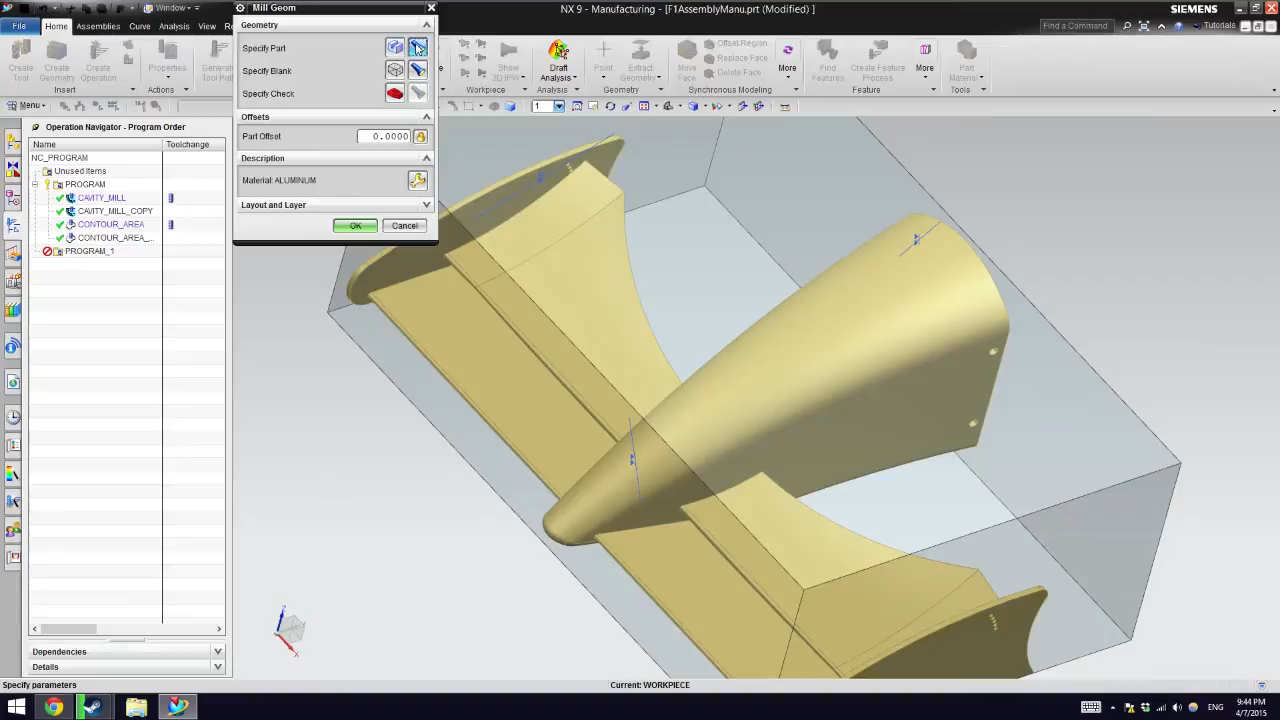 Window
Mill Geom
NX 9 - Manufacturing - [F1AssemblyManu.prt (Modified) ]
SIEMENS
File
Home
Curve
Analysis
View
Geometry
Find a Command
Tutorials
Create Tool
Create Geometry
Create Operation
Properties
Generate
Specify Part
Specify Blank
Specify Check
Show 3D IPW
Draft Analysis
Point
Extract Geometry
Move Face
Offset Region
Replace Face
Delete Face
More
Find Features
Create Feature Process
More
Part Material
Insert
Actions
Workpiece
Analysis
Geometry
Synchronous Modeling
Feature
Tools
Menu
1
Offsets
Operation Navigator - Program Order
Part Offset
0.0000
Name
Toolchange
NC_PROGRAM
Description
Unused Items
Material: ALUMINUM
PROGRAM
CAVITY_MILL
Layout and Layer
CAVITY_MILL_COPY
CONTOUR_AREA
OK
Cancel
CONTOUR_AREA_...
PROGRAM_1
Z
X
Dependencies
Details
Specify parameters
Current: WORKPIECE
ENG
9:44 PM
4/7/2015